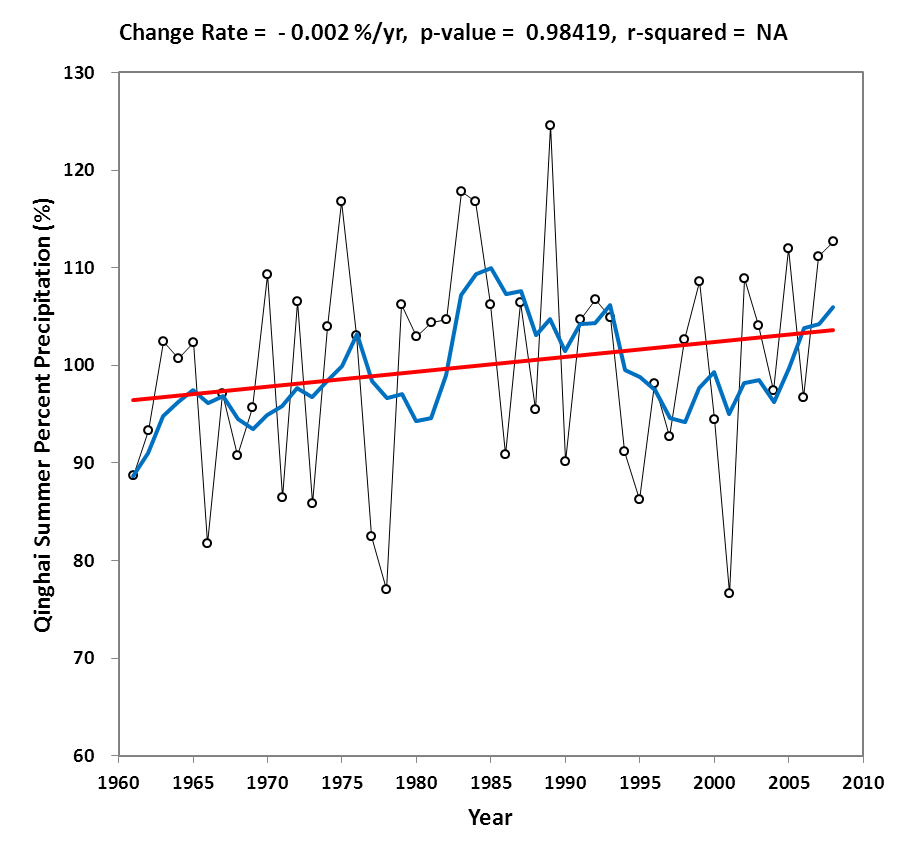 Change Rate =  - 0.002 %/yr,  p-value =  0.98419,  r-squared =  NA
130
120
110
100
90
80
70
60
Qinghai Summer Percent Precipitation (%)
1960 1965 1970 1975 1980 1985 1990 1995 2000 2005 2010
Year